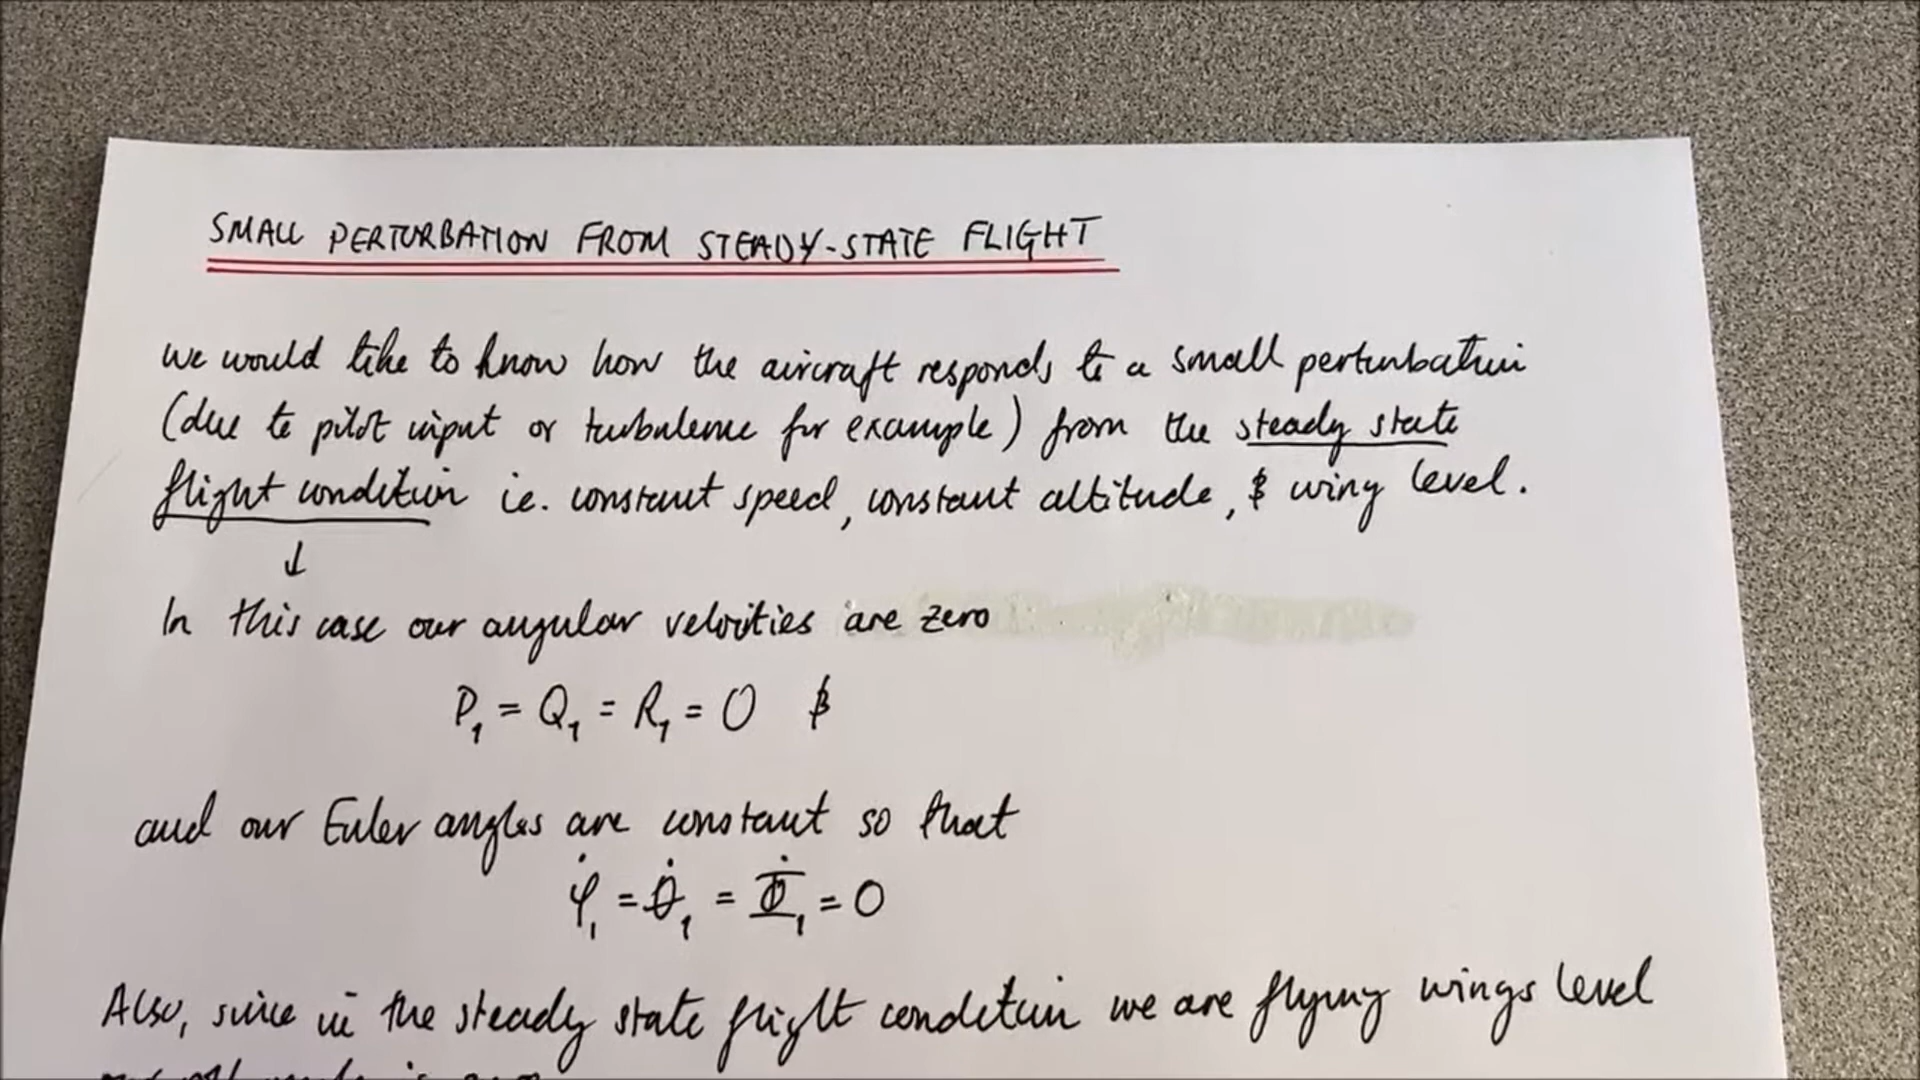 SMALL PERTURBATION FROM STEADY-STATE FLIGHT
we would like to know how the aircraft responds to a small perturbation
(due to pilot input or turbulence for example) from the steady state
flight condition i.e. constant speed, constant altitude, & wing level.
↓
In this case our angular velocities are zero
P₁ = Q₁ = R₁ = 0 &
and our Euler angles are constant so that
φ̇₁ = θ̇₁ = Φ̇₁ = 0
Also, since in the steady state flight condition we are flying wings level